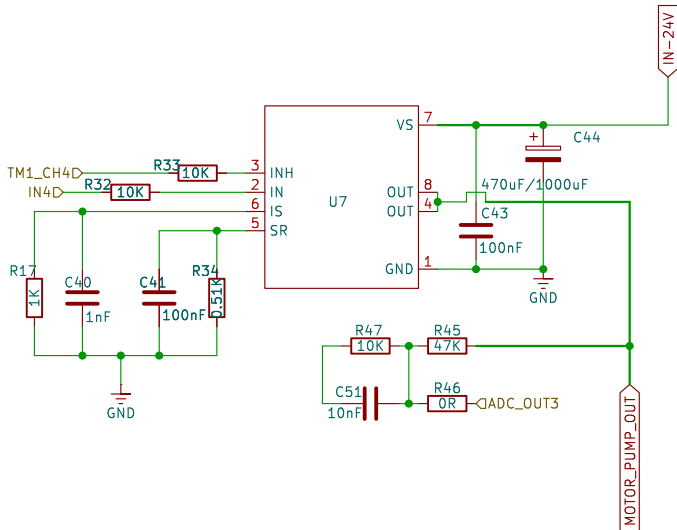 IN-24V
7
VS
+
C44
R33
TM1_CH4
10K
3
INH
R32
IN4
10K
2
IN
U7
OUT
8
470uF/1000uF
6
IS
OUT
4
C43
5
SR
100nF
R17
C40
C41
R34
GND
1
1K
0.51K
GND
1nF
100nF
R47
R45
10K
47K
GND
C51
R46
10nF
0R
ADC_OUT3
MOTOR_PUMP_OUT